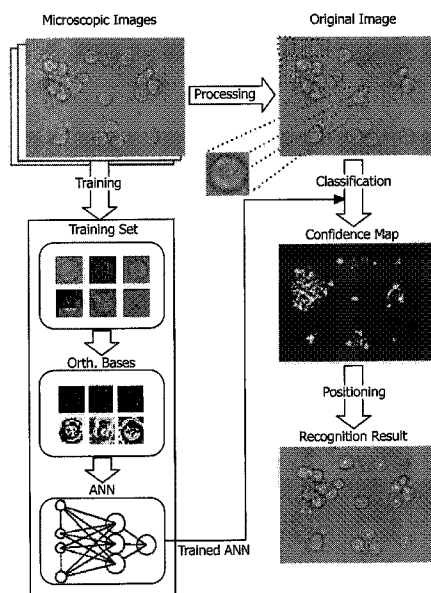 Microscopic Images
Original Image
Processing
Training
Classification
Training Set
Confidence Map
Orth. Bases
Positioning
Recognition Result
ANN
Trained ANN